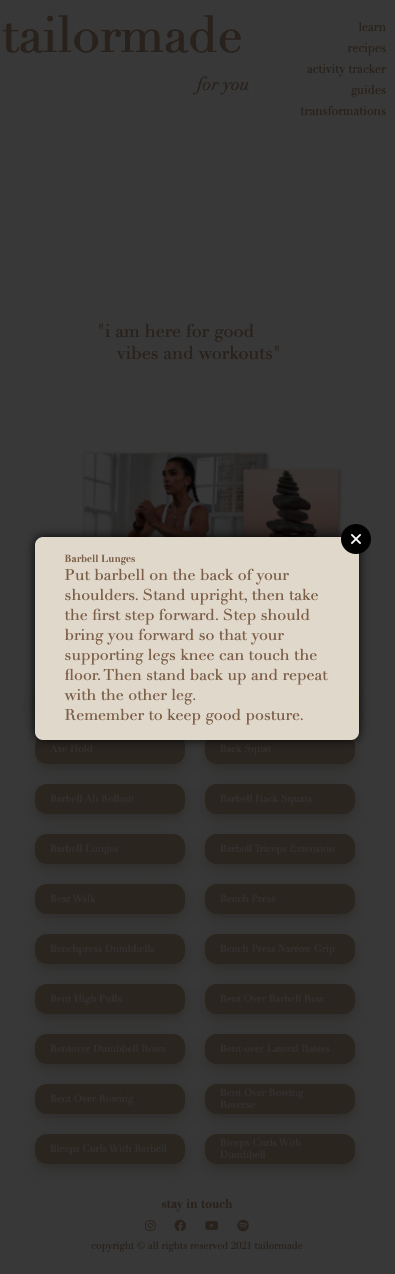 tailormade
for you
learn
recipes
activity tracker
guides
transformations
"i am here for good
vibes and workouts"
Barbell Lunges
Put barbell on the back of your
shoulders. Stand upright, then take
the first step forward. Step should
bring you forward so that your
supporting legs knee can touch the
floor. Then stand back up and repeat
with the other leg.
Remember to keep good posture.
Axe Hold
Back Squat
Barbell Ab Rollout
Barbell Hack Squats
Barbell Lunges
Barbell Triceps Extension
Bear Walk
Bench Press
Benchpress Dumbbells
Bench Press Narrow Grip
Bent High Pulls
Bent Over Barbell Row
Bentover Dumbbell Rows
Bent-over Lateral Raises
Bent Over Rowing
Bent Over Rowing
Reverse
Biceps Curls With Barbell
Biceps Curls With
Dumbbell
stay in touch
copyright © all rights reserved 2021 tailormade